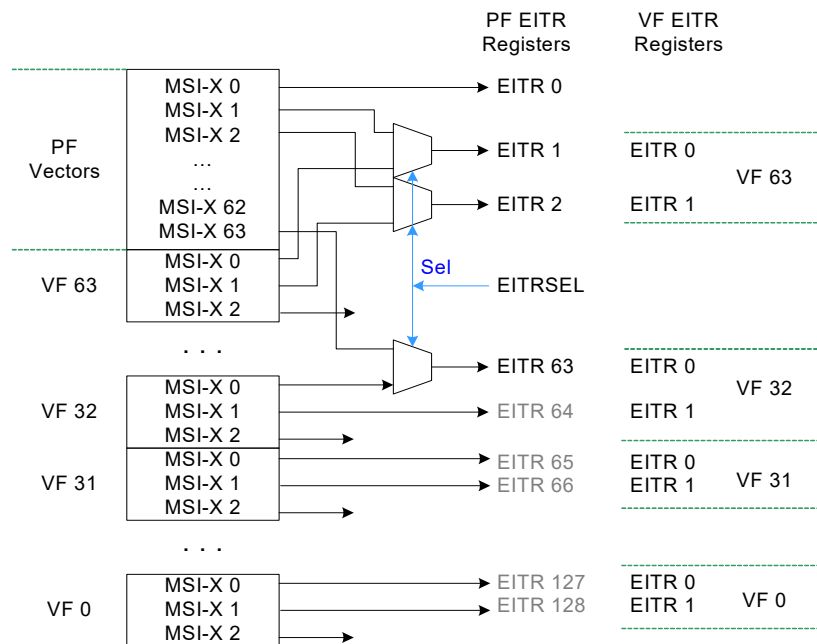 PF EITR VF EITR
Registers Registers
MSI-X 0 EITR 0
MSI-X 1
MSI-X 2
PF
Vectors
EITR 1 EITR 0
VF 63
...
...
MSI-X 62 EITR 2 EITR 1
MSI-X 63
MSI-X 0
Sel
VF 63 MSI-X 1 EITRSEL
MSI-X 2
. . .
EITR 63 EITR 0
MSI-X 0 VF 32
VF 32 MSI-X 1 EITR 64 EITR 1
MSI-X 2
MSI-X 0 EITR 65 EITR 0
VF 31 MSI-X 1 EITR 66 EITR 1 VF 31
MSI-X 2
. . .
MSI-X 0 EITR 127 EITR 0
VF 0 MSI-X 1 EITR 128 EITR 1 VF 0
MSI-X 2